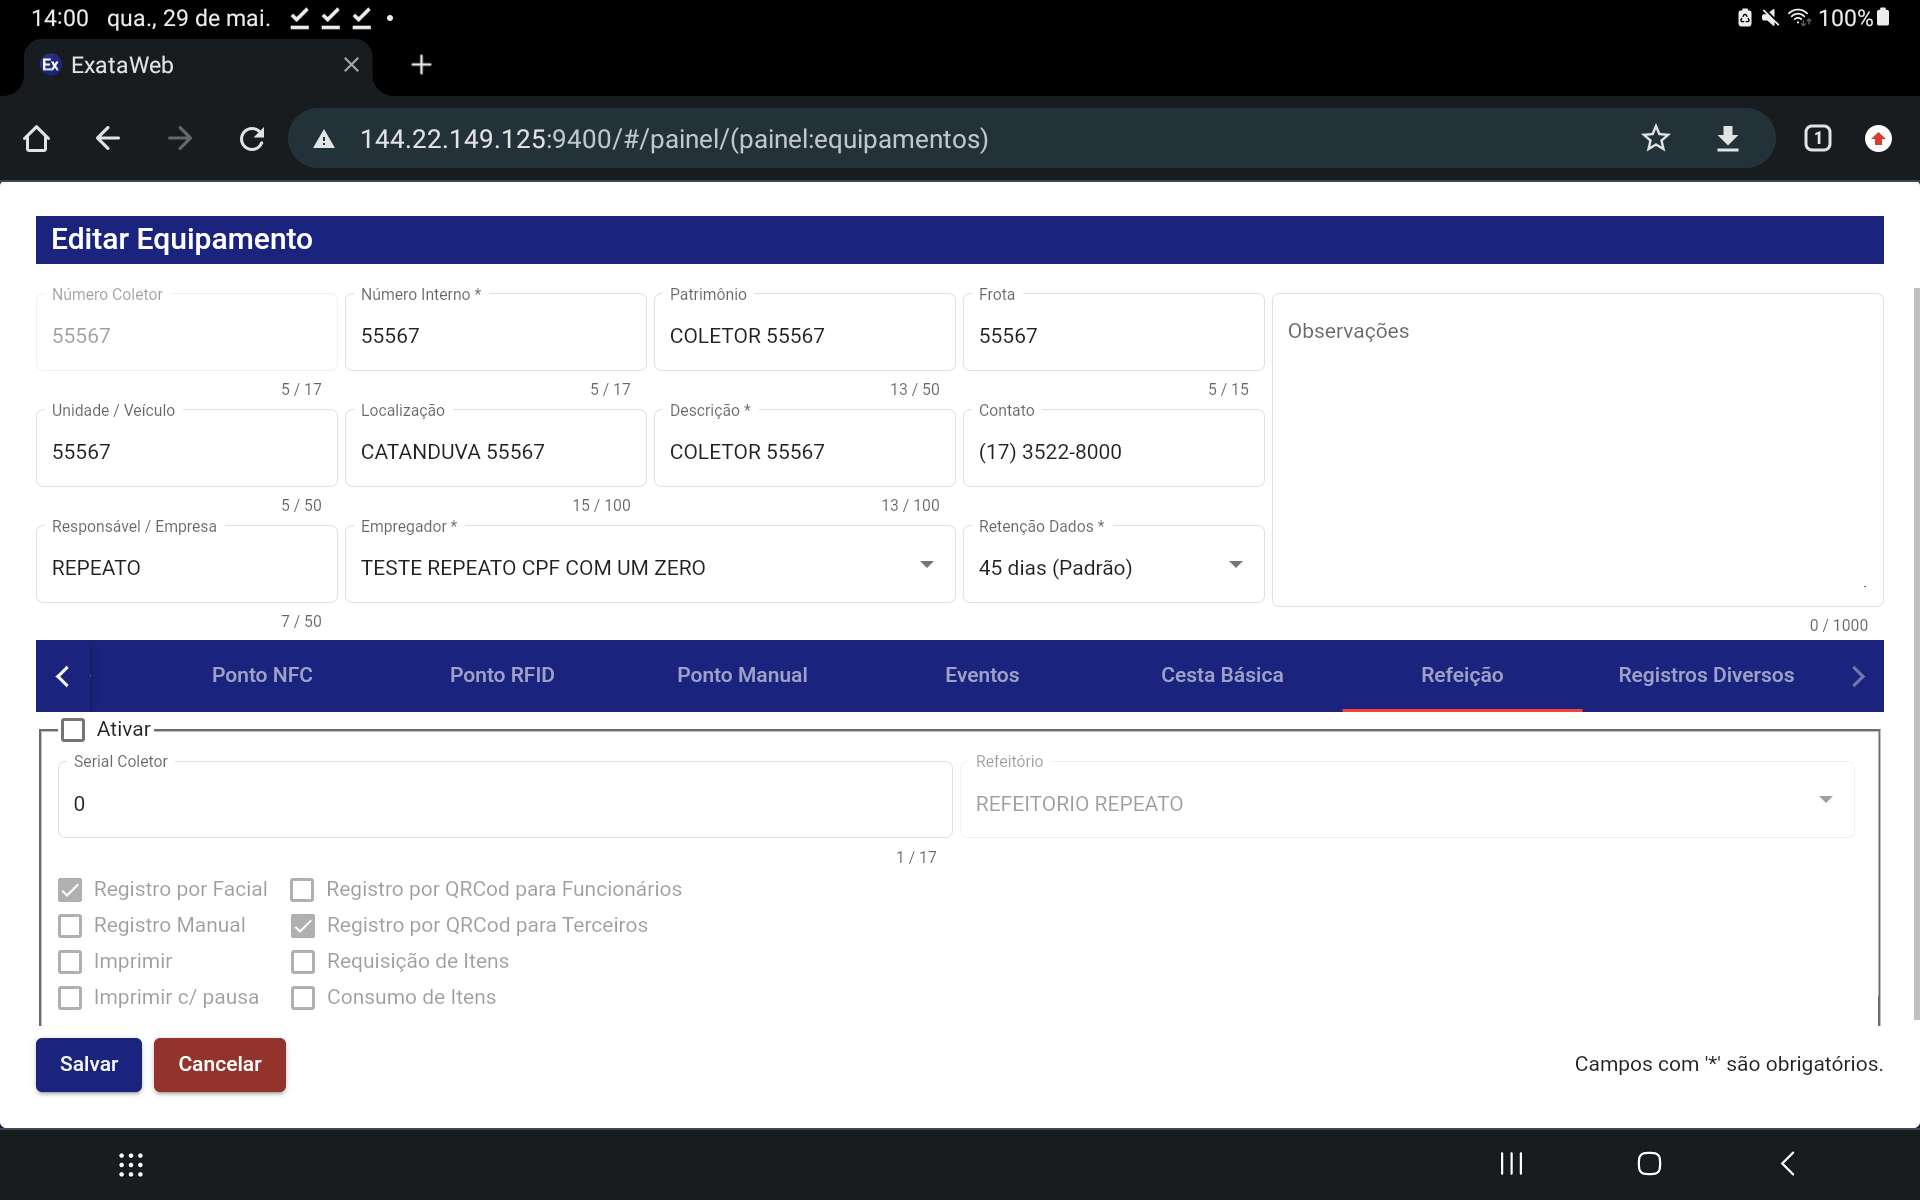 14:00 qua., 29 de mai. 100%
Ex ExataWeb
144.22.149.125:9400/#/painel/(painel:equipamentos) 1
Editar Equipamento
Número Coletor Número Interno * Patrimônio Frota
55567 55567 COLETOR 55567 55567 Observações
5 / 17 5 / 17 13 / 50 5 / 15
Unidade / Veículo Localização Descrição * Contato
55567 CATANDUVA 55567 COLETOR 55567 (17) 3522-8000
5 / 50 15 / 100 13 / 100
Responsável / Empresa Empregador * Retenção Dados *
REPEATO TESTE REPEATO CPF COM UM ZERO 45 dias (Padrão)
7 / 50 0 / 1000
Ponto NFC Ponto RFID Ponto Manual Eventos Cesta Básica Refeição Registros Diversos
Ativar
Serial Coletor Refeitório
0 REFEITORIO REPEATO
1 / 17
Registro por Facial Registro por QRCod para Funcionários
Registro Manual Registro por QRCod para Terceiros
Imprimir Requisição de Itens
Imprimir c/ pausa Consumo de Itens
Salvar Cancelar Campos com '*' são obrigatórios.